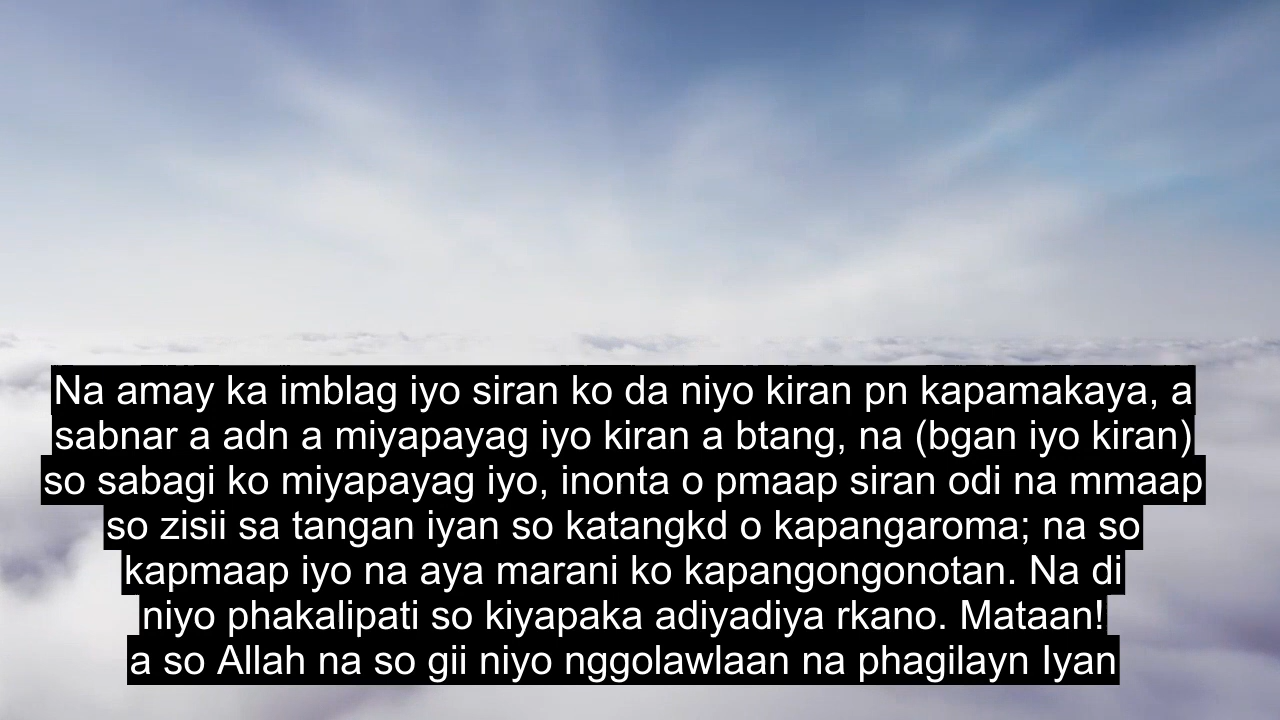 Na amay ka imblag iyo siran ko da niyo kiran pn kapamakaya, a
sabnar a adn a miyapayag iyo kiran a btang, na (bgan iyo kiran)
so sabagi ko miyapayag iyo, inonta o pmaap siran odi na mmaap
so zisii sa tangan iyan so katangkd o kapangaroma; na so
kapmaap iyo na aya marani ko kapangongonotan. Na di
niyo phakalipati so kiyapaka adiyadiya rkano. Mataan!
a so Allah na so gii niyo nggolawlaan na phagilayn Iyan